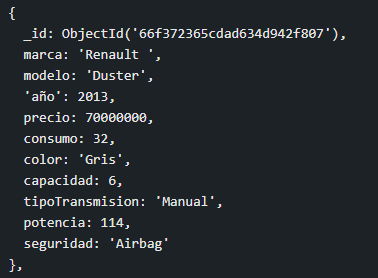 {
_id: ObjectId('66f372365cdad634d942f807'),
marca: 'Renault ',
modelo: 'Duster',
'año': 2013,
precio: 70000000,
consumo: 32,
color: 'Gris',
capacidad: 6,
tipoTransmision: 'Manual',
potencia: 114,
seguridad: 'Airbag'
},